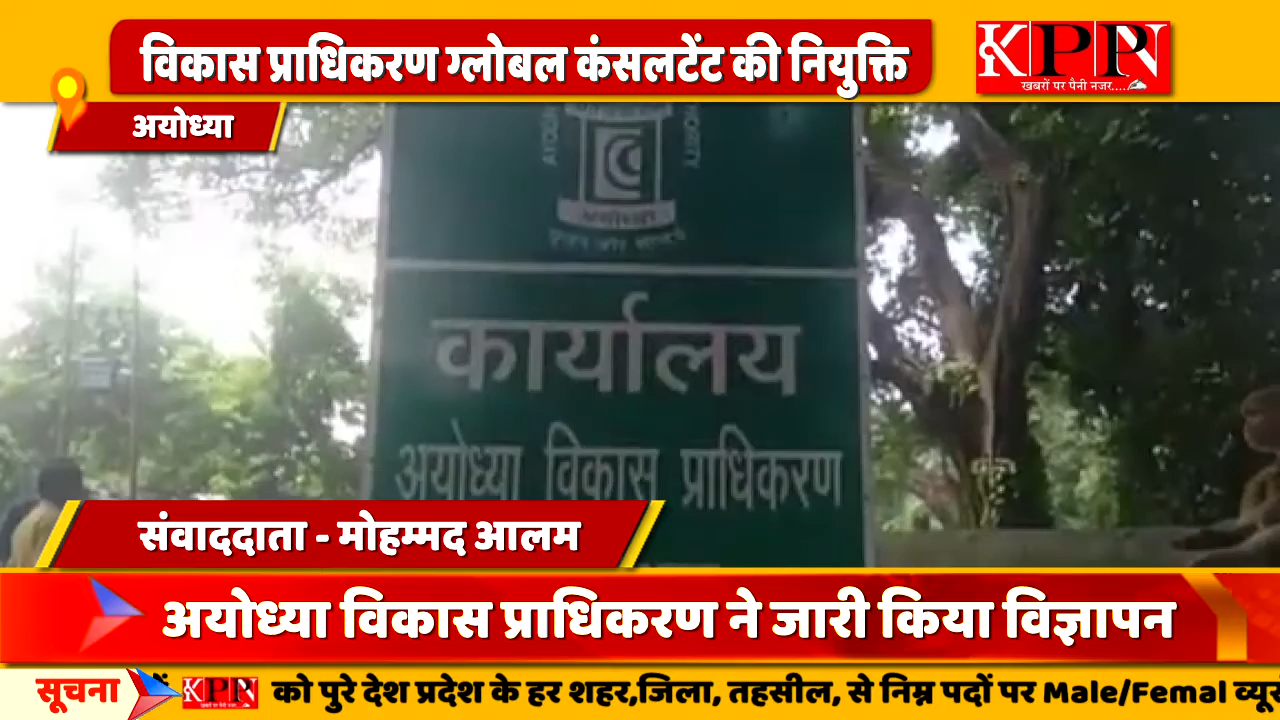 विकास प्राधिकरण ग्लोबल कंसलटेंट की नियुक्ति
KPN
खबरों पर पैनी नजर....
अयोध्या
अयोध्या
कार्यालय
अयोध्या विकास प्राधिकरण
संवाददाता - मोहम्मद आलम
अयोध्या विकास प्राधिकरण ने जारी किया विज्ञापन
सूचना
KPN को पुरे देश प्रदेश के हर शहर,जिला, तहसील, से निम्न पदों पर Male/Femal